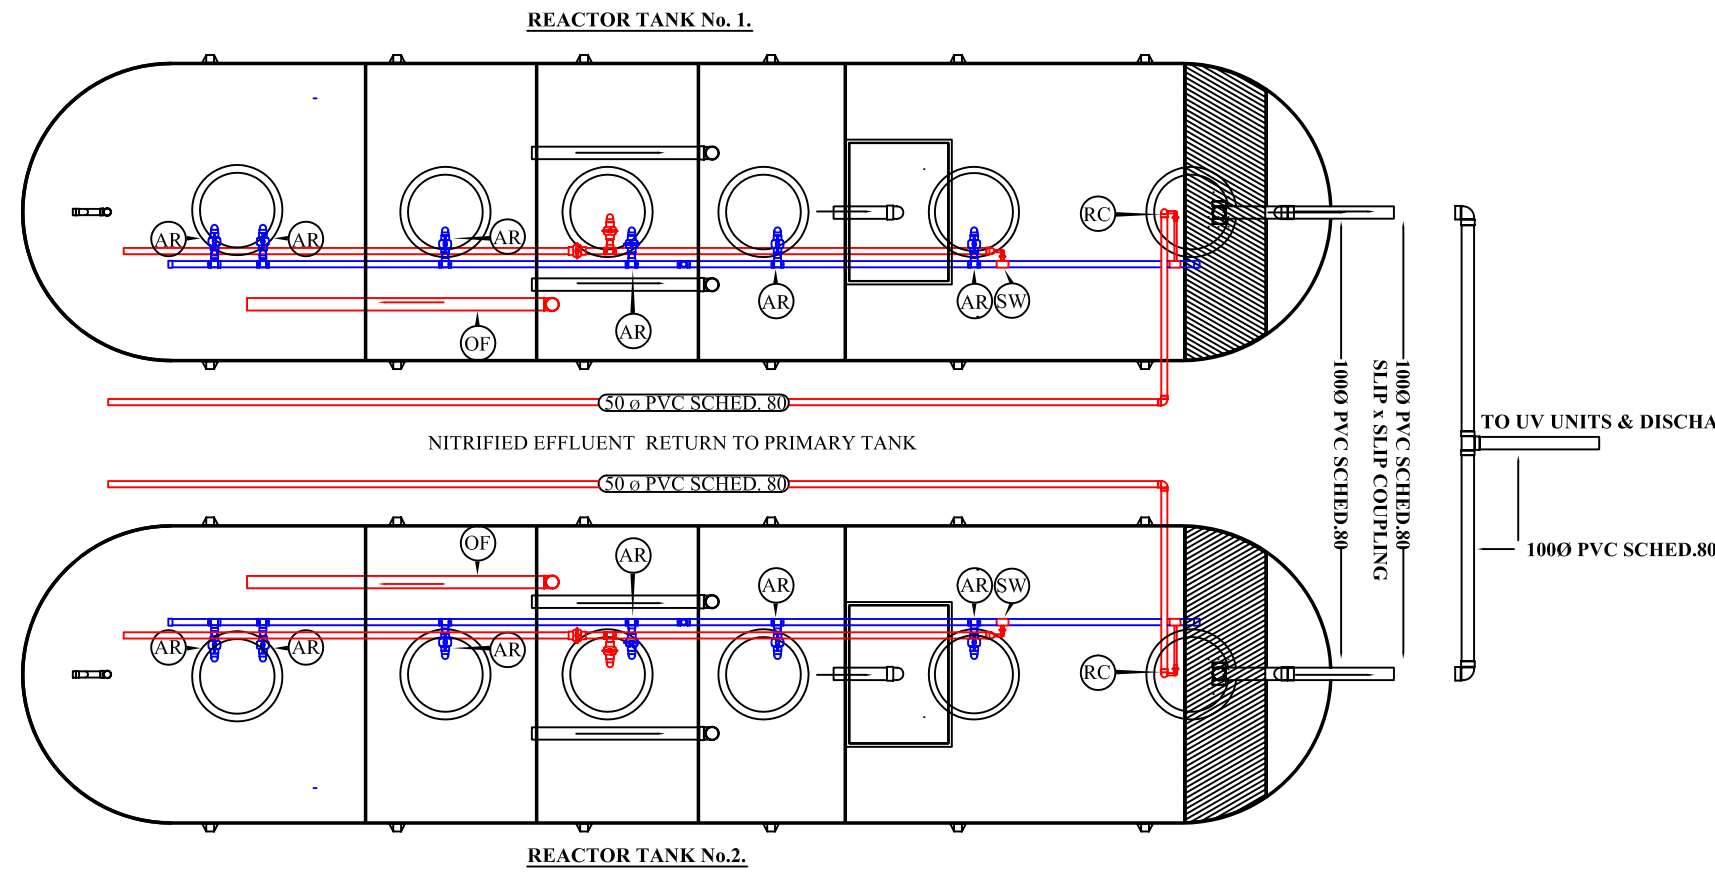 REACTOR TANK No. 1.
AR
AR
AR
RC
AR
AR
SW
AR
OF
50 ø PVC SCHED. 80
NITRIFIED EFFLUENT RETURN TO PRIMARY TANK
50 ø PVC SCHED. 80
100Ø PVC SCHED.80
100Ø PVC SCHED.80
SLIP x SLIP COUPLING
TO UV UNITS & DISCHA
100Ø PVC SCHED.80
OF
AR
AR
AR
SW
AR
AR
AR
RC
REACTOR TANK No.2.